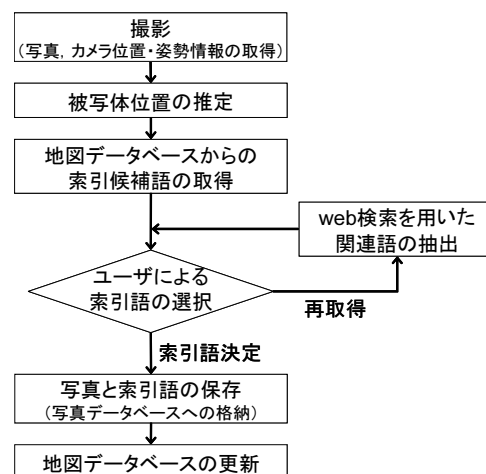 撮影
(写真, カメラ位置・姿勢情報の取得)
被写体位置の推定
地図データベースからの
索引候補語の取得
web検索を用いた
関連語の抽出
ユーザによる
索引語の選択
再取得
索引語決定
写真と索引語の保存
(写真データベースへの格納)
地図データベースの更新